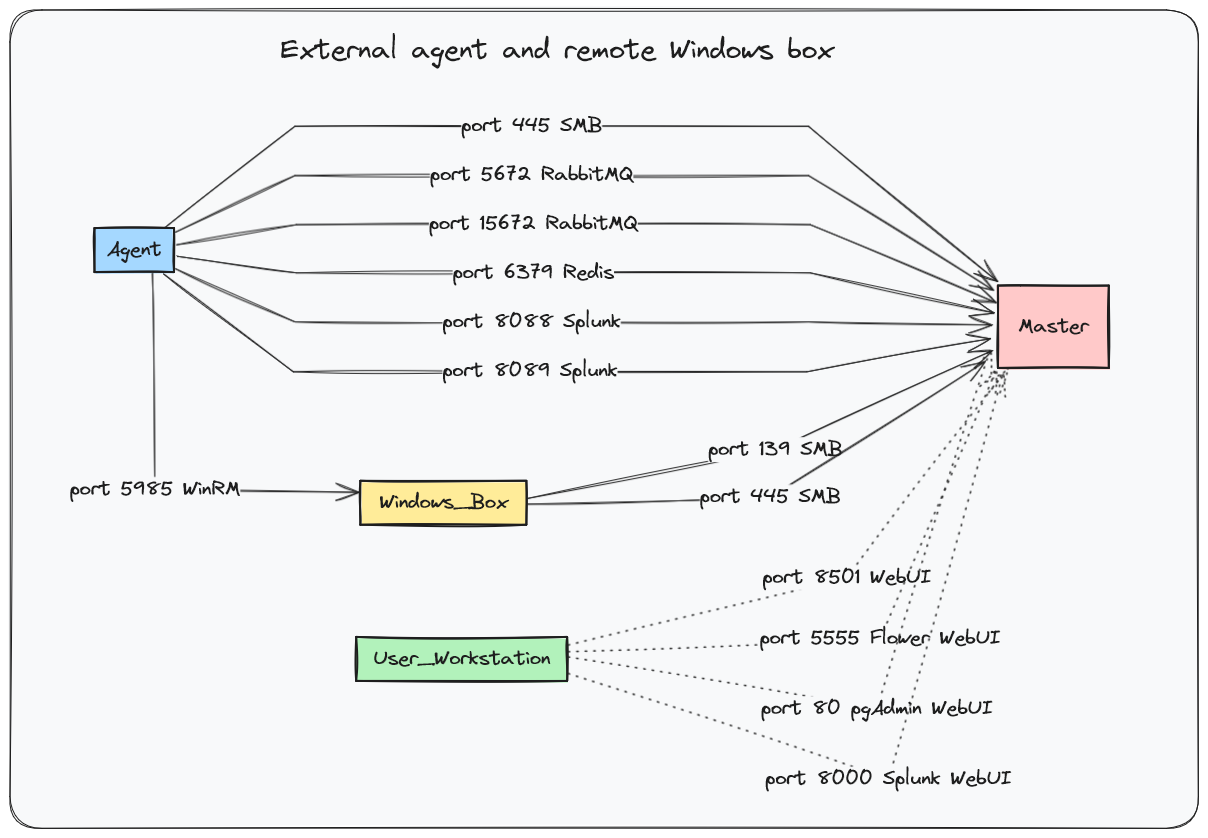 External agent and remote Windows box
port 445 SMB
port 5672 RabbitMQ
port 15672 RabbitMQ
Agent
port 6379 Redis
port 8088 Splunk
Master
port 8089 Splunk
port 139 SMB
port 5985 WinRM
Windows_Box
port 445 SMB
port 8501 WebUI
port 5555 Flower WebUI
User_Workstation
port 80 pgAdmin WebUI
port 8000 Splunk WebUI